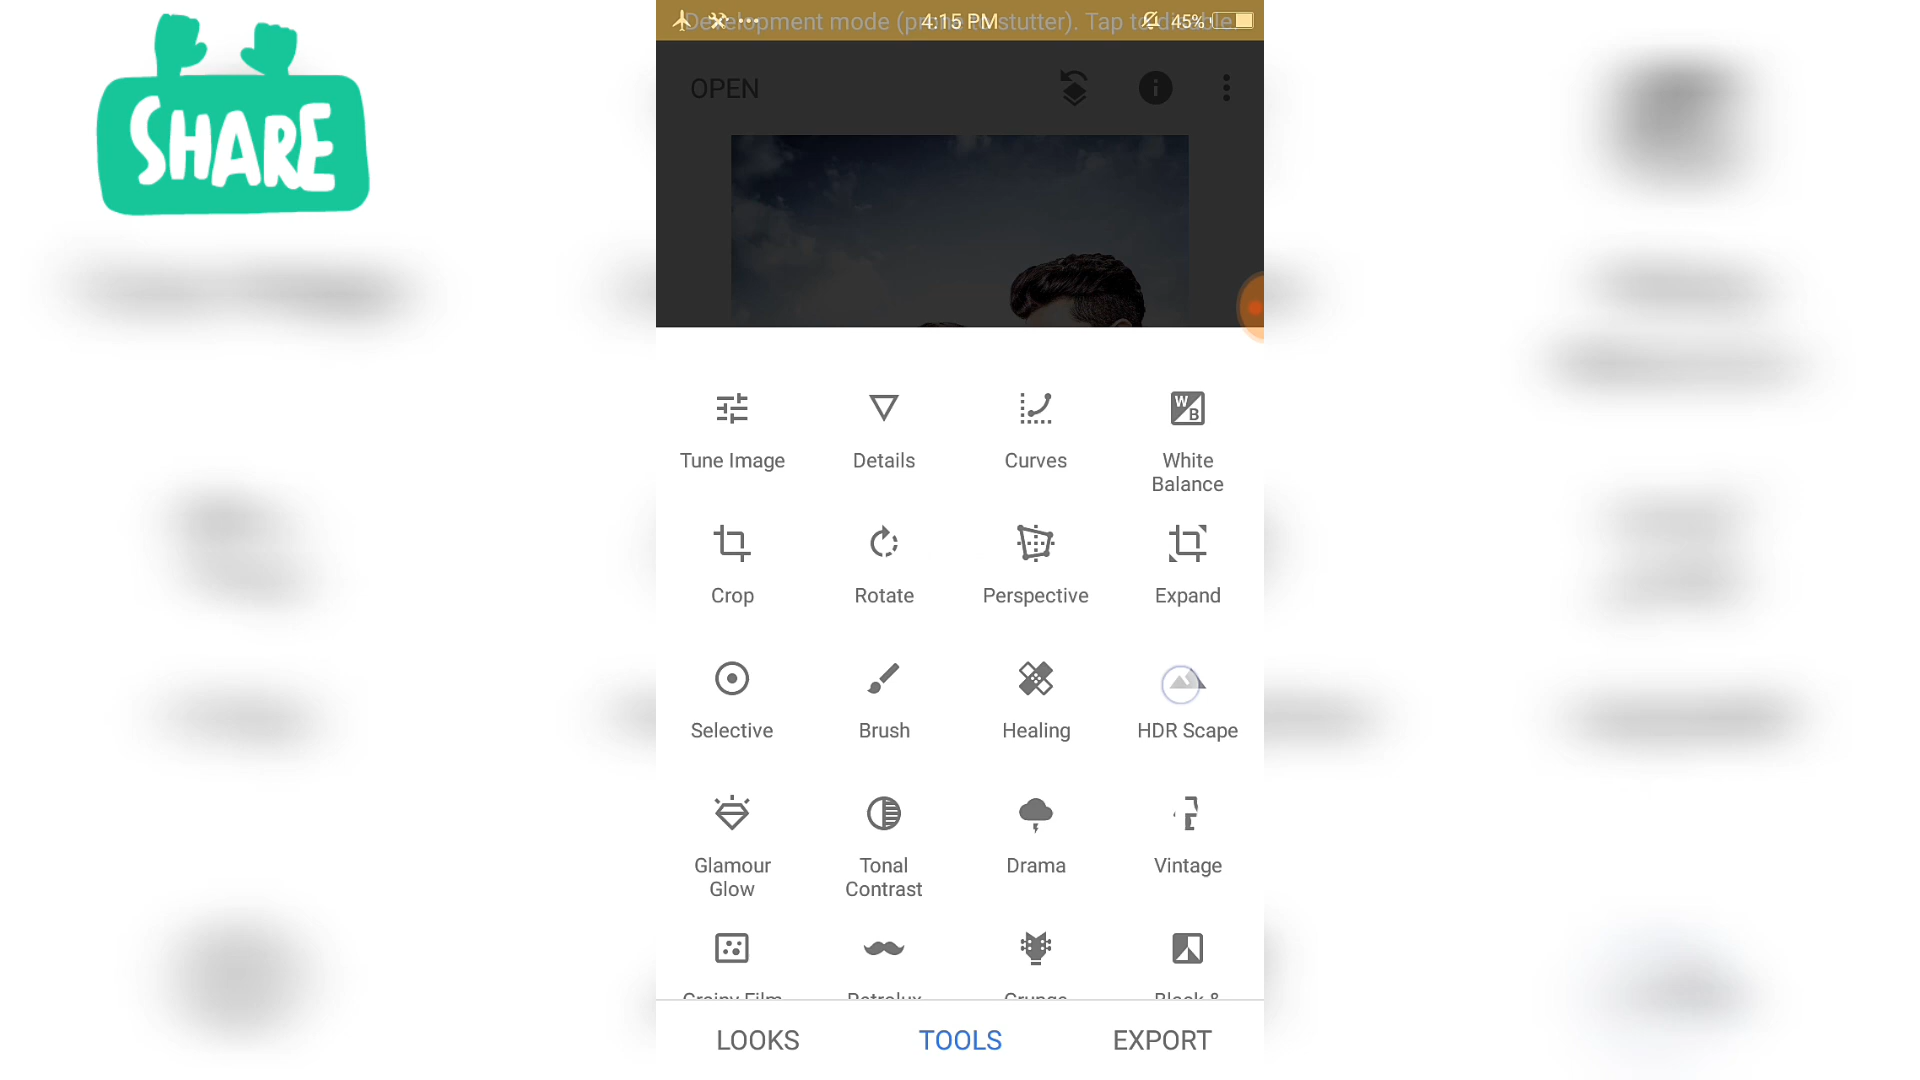 SHARE
Development mode (prone to stutter). Tap to disable.
4:15 PM
45%
OPEN
Tune Image
Details
Curves
White
Balance
Crop
Rotate
Perspective
Expand
Selective
Brush
Healing
HDR Scape
Glamour
Glow
Tonal
Contrast
Drama
Vintage
Grainy Film
Retrolux
Grunge
Black &
LOOKS
TOOLS
EXPORT